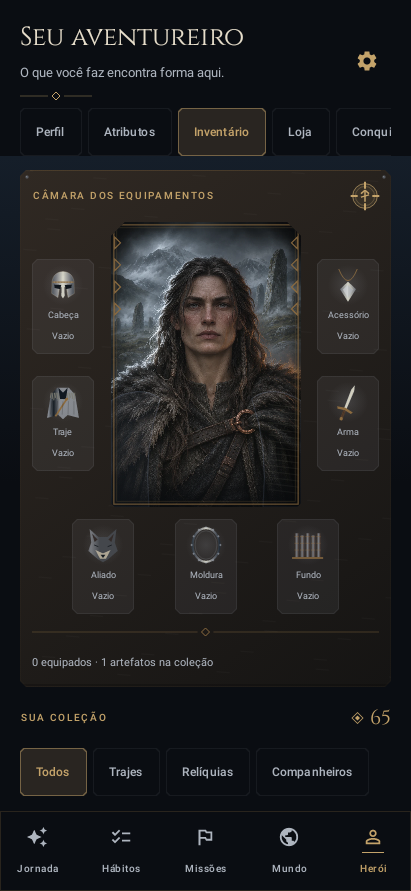 Seu aventureiro
O que você faz encontra forma aqui.
Perfil
Atributos
Inventário
Loja
Conqui
CÂMARA DOS EQUIPAMENTOS
Cabeça
Vazio
Acessório
Vazio
Traje
Vazio
Arma
Vazio
Aliado
Vazio
Moldura
Vazio
Fundo
Vazio
0 equipados · 1 artefatos na coleção
SUA COLEÇÃO
65
Todos
Trajes
Relíquias
Companheiros
Jornada
Hábitos
Missões
Mundo
Herói